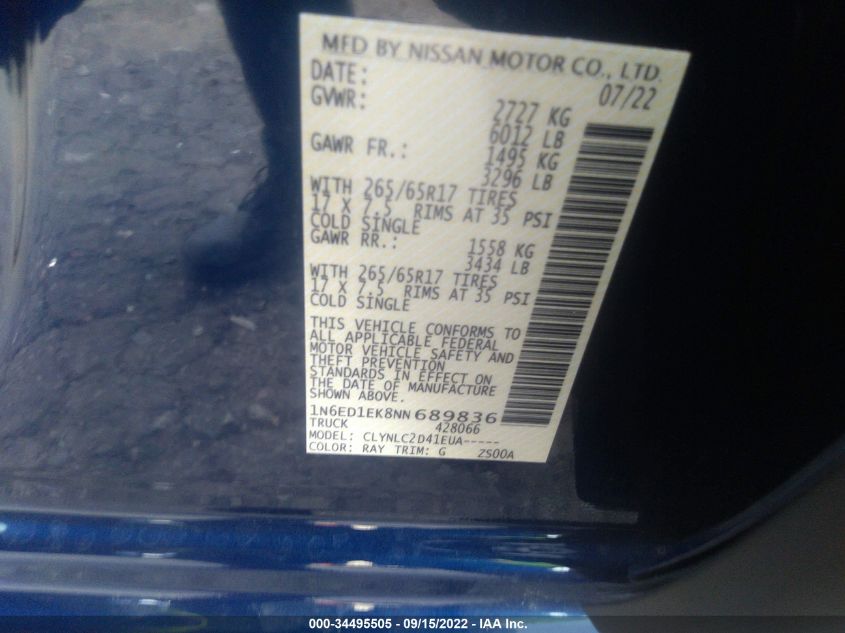 MFD BY NISSAN MOTOR CO., LTD.
DATE: 07/22
GVWR: 2727 KG
6012 LB
GAWR FR.: 1495 KG
3296 LB
WITH 265/65R17 TIRES
17 X 7.5 RIMS AT 35 PSI
COLD SINGLE
GAWR RR.: 1558 KG
3434 LB
WITH 265/65R17 TIRES
17 X 7.5 RIMS AT 35 PSI
COLD SINGLE
THIS VEHICLE CONFORMS TO
ALL APPLICABLE FEDERAL
MOTOR VEHICLE SAFETY AND
THEFT PREVENTION
STANDARDS IN EFFECT ON
THE DATE OF MANUFACTURE
SHOWN ABOVE.
1N6ED1EK8NN689836
TRUCK 428066
MODEL: CLYNLC2D41EUA-----
COLOR: RAY TRIM: G ZS00A
000-34495505 - 09/15/2022 - IAA Inc.